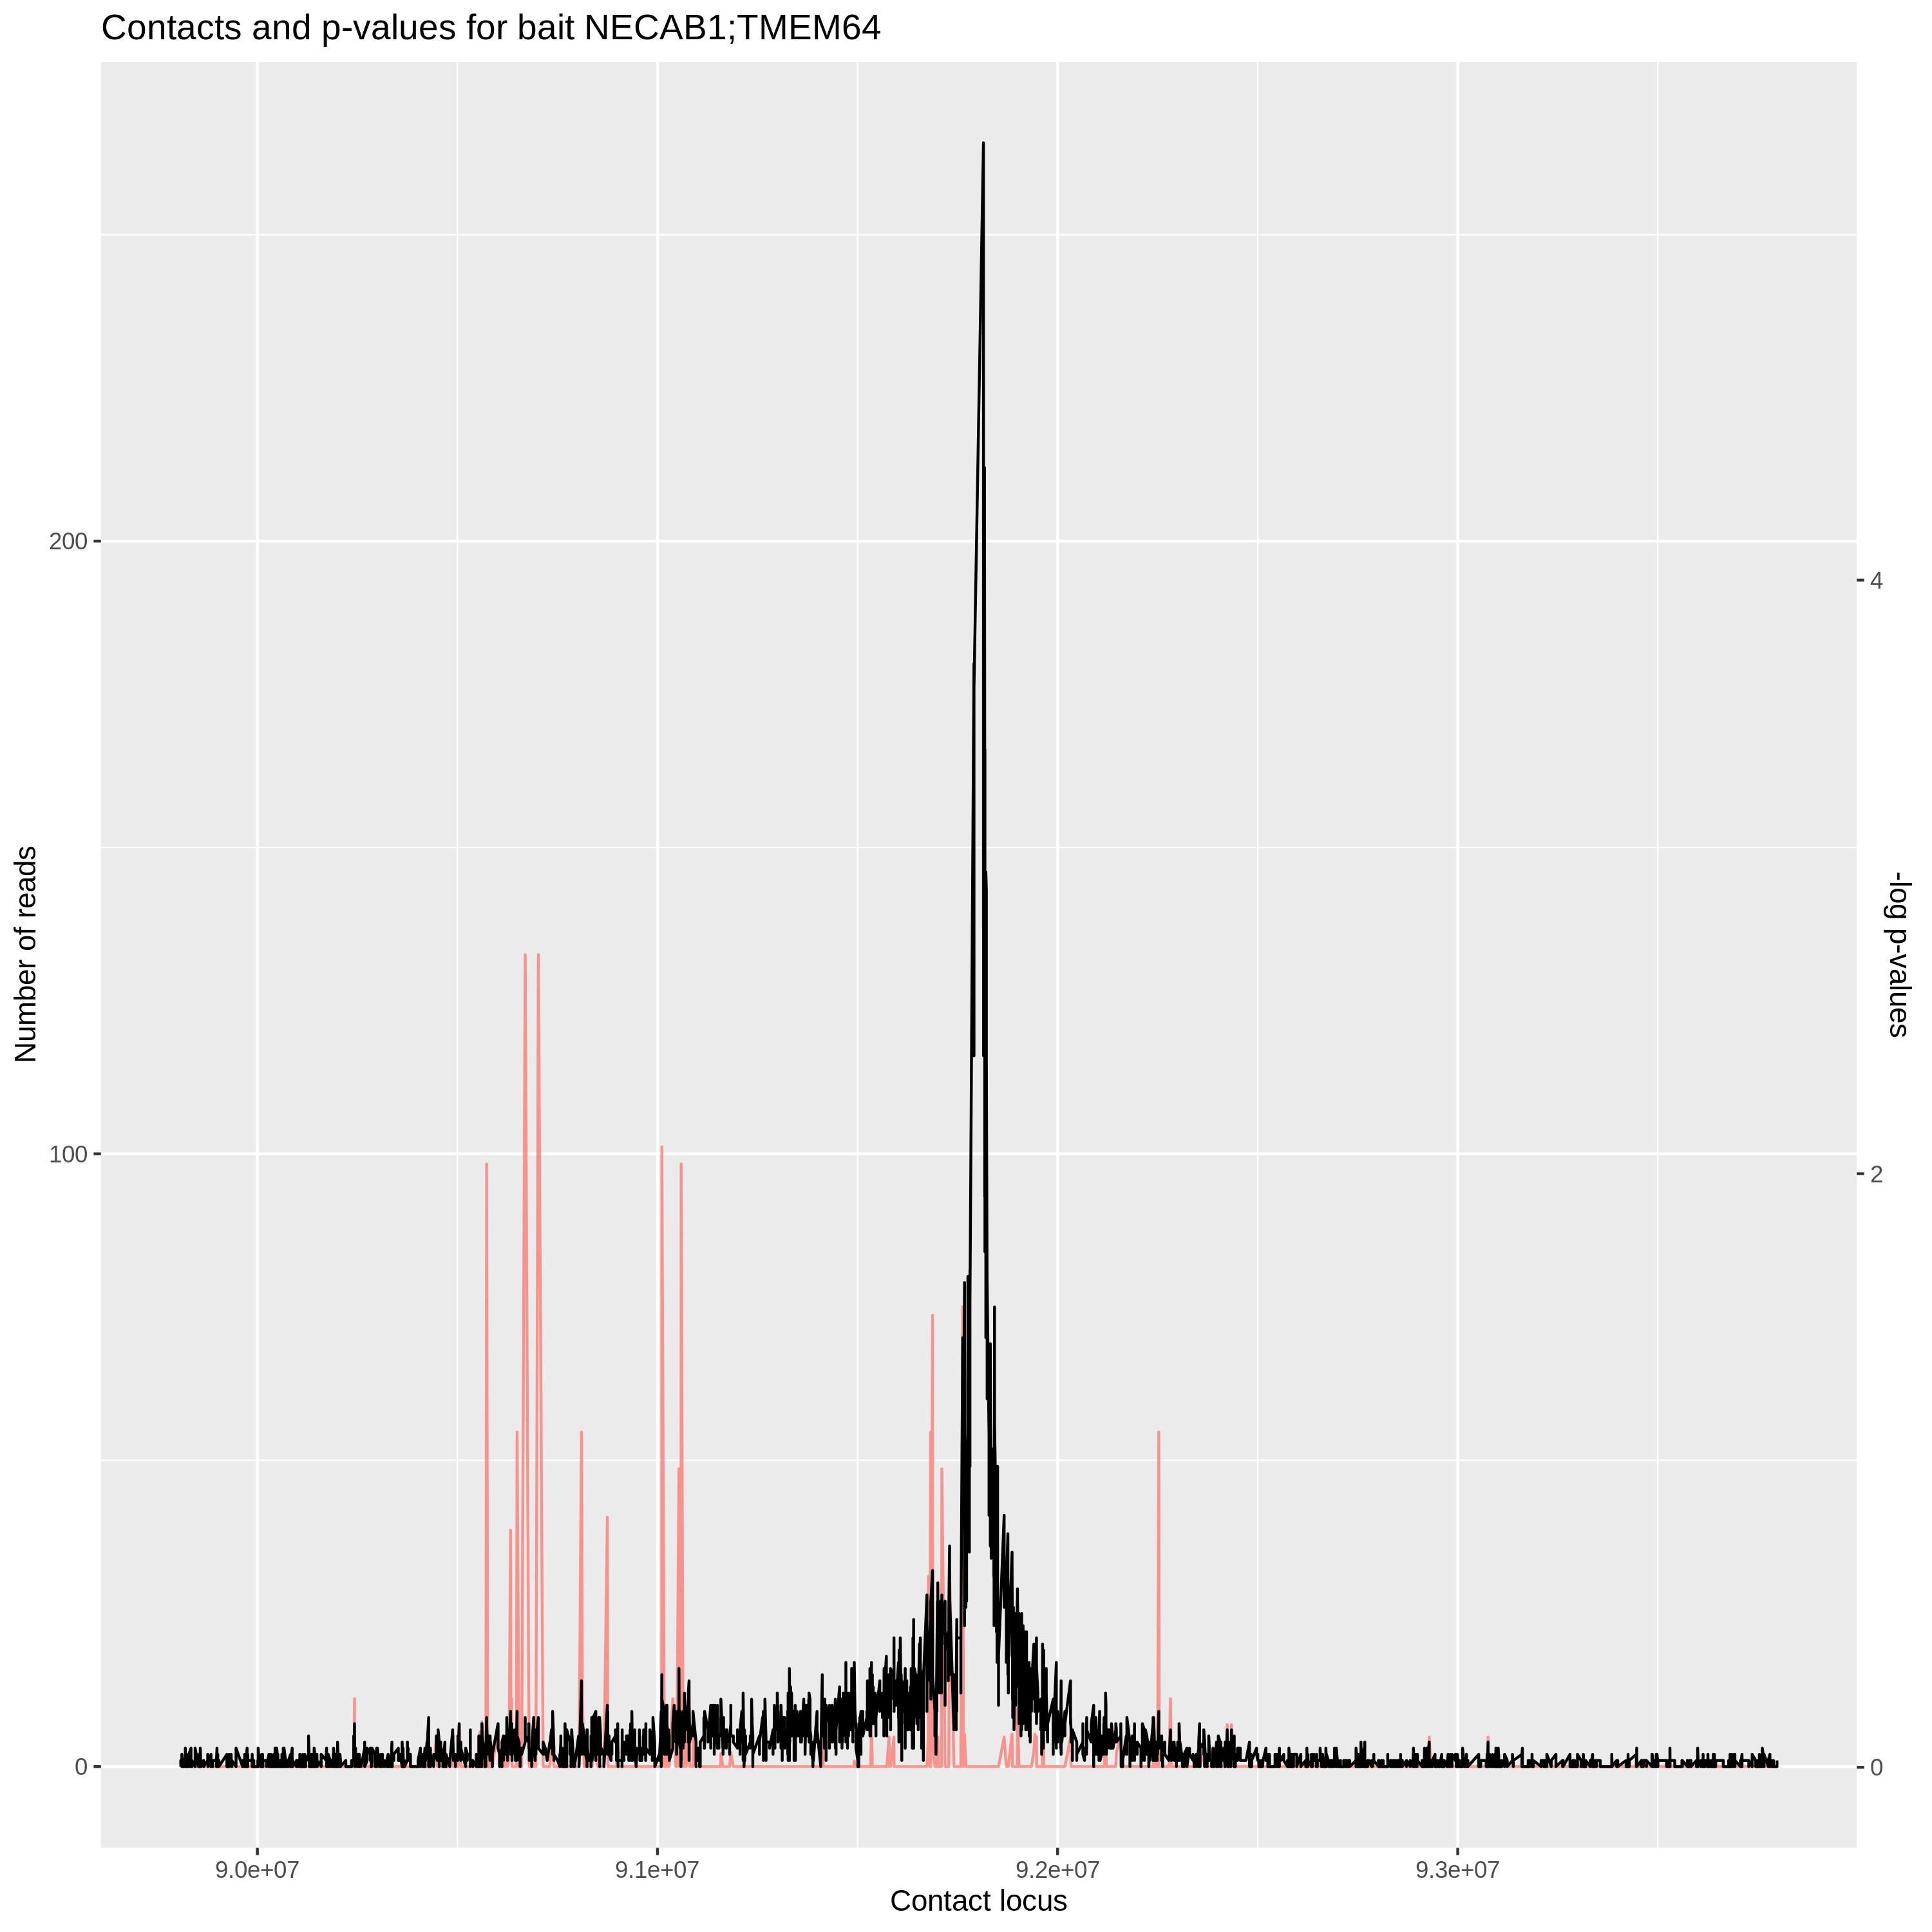 Contacts and p-values for bait NECAB1;TMEM64
Number of reads
200
100
0
4
2
0
-log p-values
9.0e+07
9.1e+07
9.2e+07
9.3e+07
Contact locus